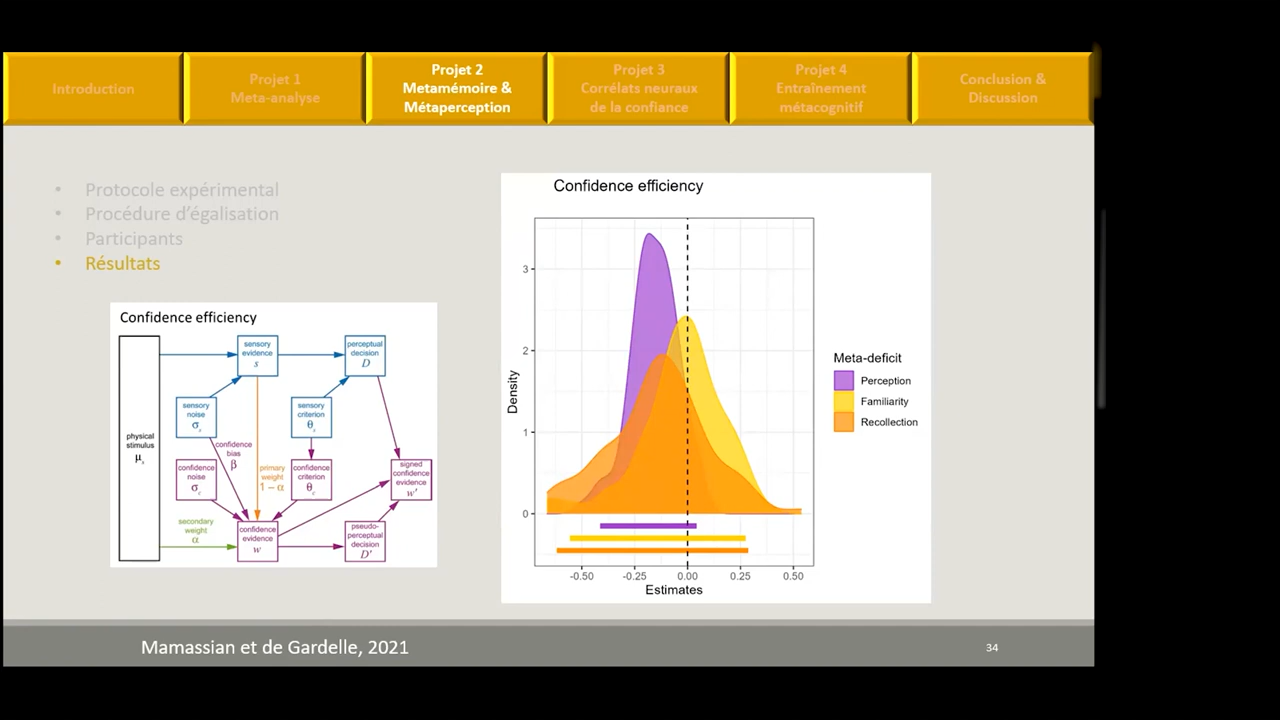 Introduction
Projet 1
Meta-analyse
Projet 2
Metamémoire &
Métaperception
Projet 3
Corrélats neuraux
de la confiance
Projet 4
Entraînement
métacognitif
Conclusion &
Discussion
• Protocole expérimental
• Procédure d'égalisation
• Participants
• Résultats
Confidence efficiency
physical
stimulus
μs
sensory
evidence
s
perceptual
decision
D
sensory
noise
σs
sensory
criterion
θs
confidence
bias
β
confidence
noise
σc
primary
weight
1 − α
confidence
criterion
θc
signed
confidence
evidence
w'
secondary
weight
α
confidence
evidence
w
pseudo-
perceptual
decision
D'
Confidence efficiency
Density
3
2
1
0
-0.50 -0.25 0.00 0.25 0.50
Estimates
Meta-deficit
Perception
Familiarity
Recollection
Mamassian et de Gardelle, 2021
34